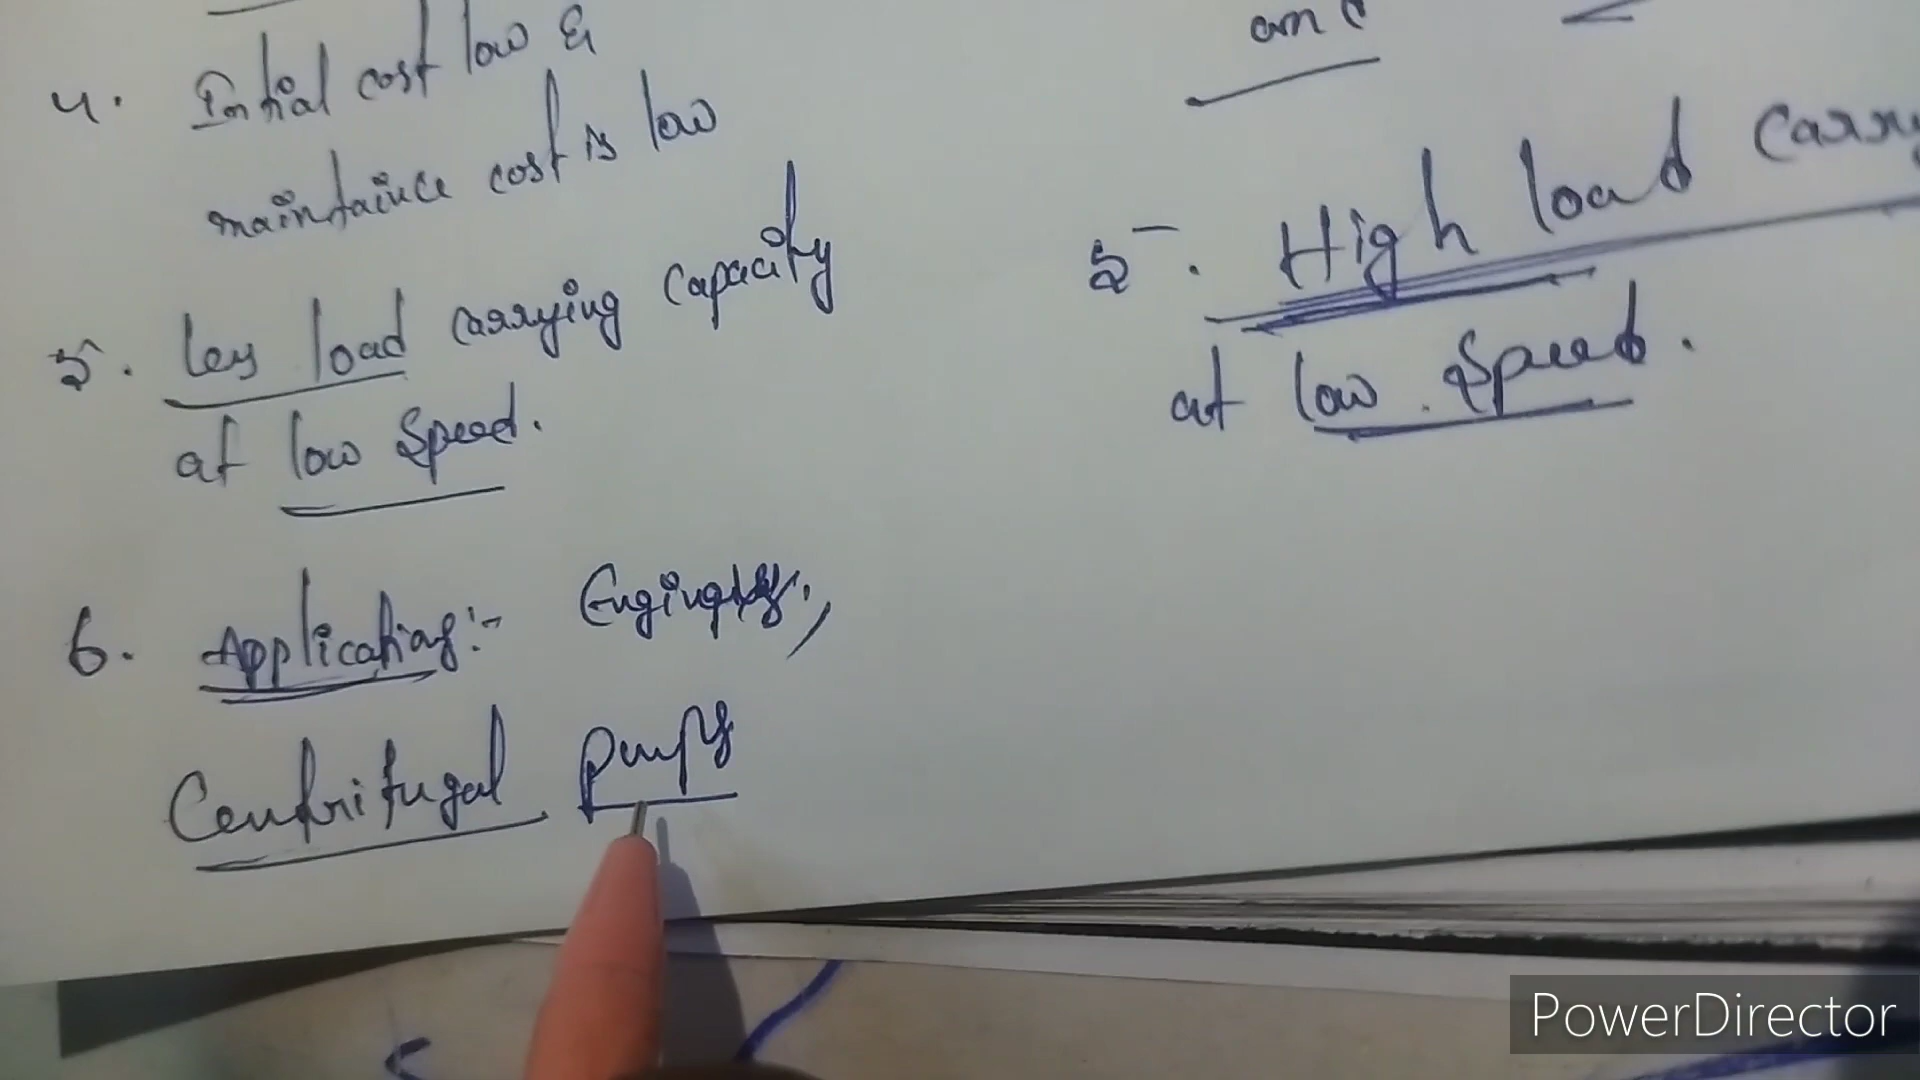 4. Initial cost low &
maintaince cost is low
5. less load carrying capacity
at low speed.
6. Applications:- Engines,
Centrifugal pumps
and
5. High load carry
at low speed.
PowerDirector